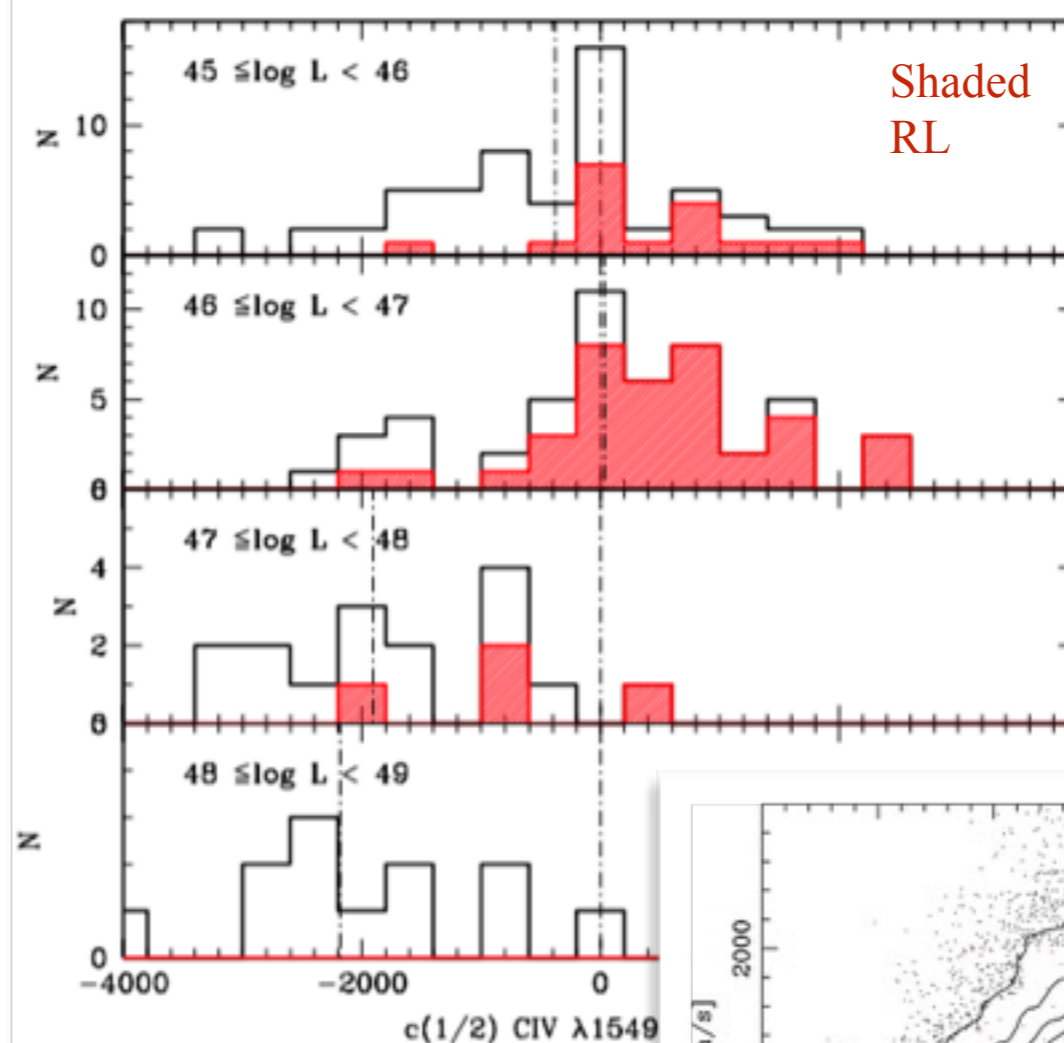 45 ≦log L < 46
Shaded
RL
N
10
0
46 ≦log L < 47
N
10
5
0
47 ≦log L < 48
N
4
2
0
48 ≦log L < 49
N
0
-4000
-2000
0
c(1/2) CIV λ1549
2000
/s]